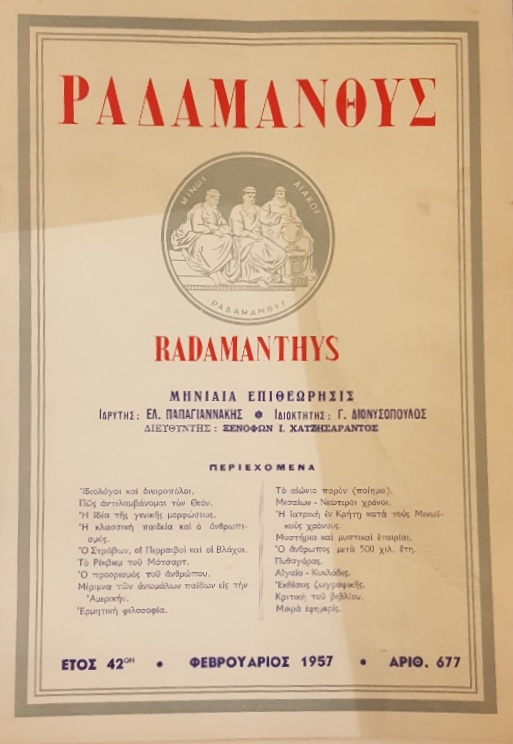 ΡΑΔΑΜΑΝΘΥΣ
ΜΙΝΩΣ
ΑΙΑΚΟΣ
ΡΑΔΑΜΑΝΘΥΣ
RADAMANTHYS
ΜΗΝΙΑΙΑ ΕΠΙΘΕΩΡΗΣΙΣ
ΙΔΡΥΤΗΣ : ΕΛ. ΠΑΠΑΓΙΑΝΝΑΚΗΣ ΙΔΙΟΚΤΗΤΗΣ : Γ. ΔΙΟΝΥΣΟΠΟΥΛΟΣ
ΔΙΕΥΘΥΝΤΗΣ : ΞΕΝΟΦΩΝ Ι. ΧΑΤΖΗΣΑΡΑΝΤΟΣ
ΠΕΡΙΕΧΟΜΕΝΑ
Ἰδεολόγοι καὶ ὀνειροπόλοι.
Πῶς ἀντιλαμβάνομαι τὸν Θεόν.
Ἡ ἰδέα τῆς γενικῆς μορφώσεως.
Ἡ κλασσικὴ παιδεία καὶ ὁ ἀνθρωπι-
σμός.
Ὁ Στράβων, οἱ Περραιβοὶ καὶ οἱ Βλάχοι.
Τὸ Ρέκβιεμ τοῦ Μότσαρτ.
Ὁ προορισμὸς τοῦ ἀνθρώπου.
Μέριμνα τῶν ἀνωμάλων παίδων εἰς τὴν
Ἀμερικήν.
Ἑρμητικὴ φιλοσοφία.
Τὸ αἰώνιο παρὸν (ποίημα).
Μεσαίων - Νεώτεροι χρόνοι.
Ἡ ἰατρικὴ ἐν Κρήτῃ κατὰ τοὺς Μινωϊ-
κοὺς χρόνους.
Μυστήρια καὶ μυστικαὶ ἑταιρίαι.
Ὁ ἄνθρωπος μετὰ 500 χιλ. ἔτη.
Πυθαγόρας.
Αἰγαῖο - Κυκλάδες.
Ἐκθέσεις ζωγραφικῆς.
Κριτικὴ τοῦ βιβλίου.
Μικρὰ ἐφημερίς.
ΕΤΟΣ 42ΟΝ • ΦΕΒΡΟΥΑΡΙΟΣ 1957 • ΑΡΙΘ. 677